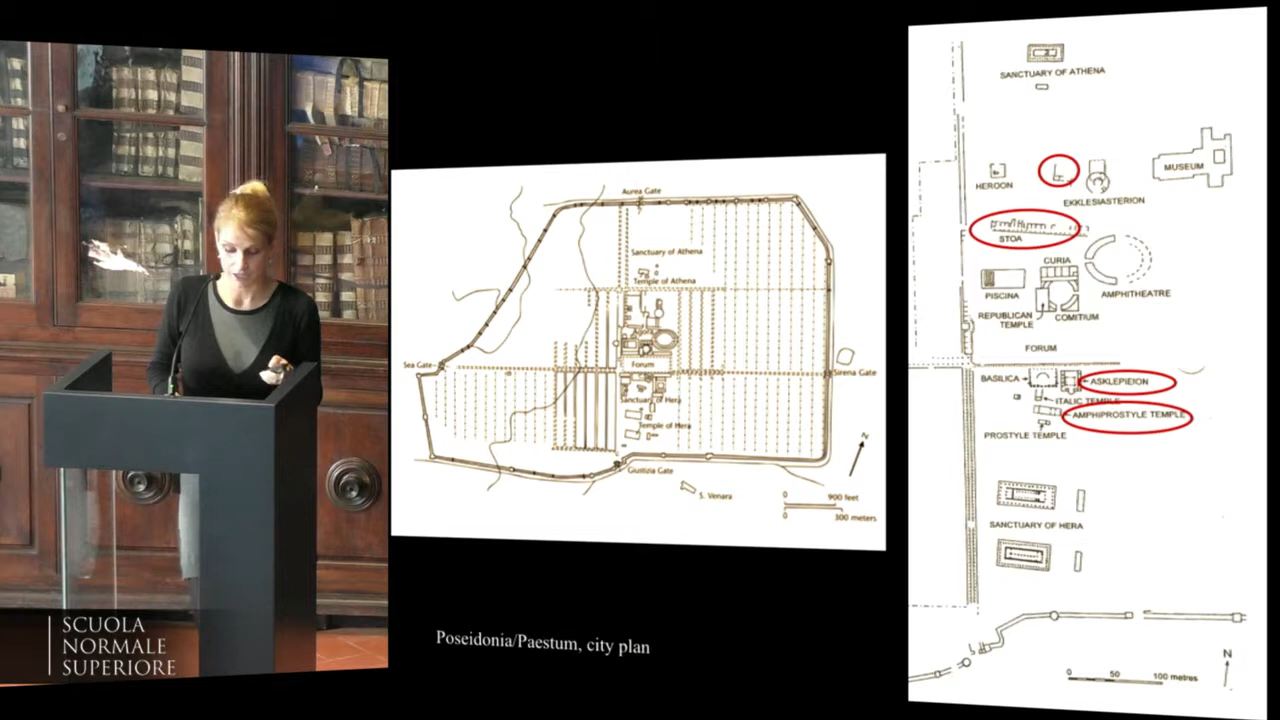 SCUOLA
NORMALE
SUPERIORE
Aurea Gate
Sanctuary of Athena
Temple of Athena
Sea Gate
Forum
Sirena Gate
Sanctuary of Hera
Temple of Hera
Giustizia Gate
S. Venara
N
0 900 feet
0 300 meters
Poseidonia/Paestum, city plan
SANCTUARY OF ATHENA
MUSEUM
HEROON
EKKLESIASTERION
STOA
CURIA
PISCINA
AMPHITHEATRE
REPUBLICAN
TEMPLE
COMITIUM
FORUM
BASILICA
ASKLEPIEION
ITALIC TEMPLE
AMPHIPROSTYLE TEMPLE
PROSTYLE TEMPLE
SANCTUARY OF HERA
N
0 50 100 metres